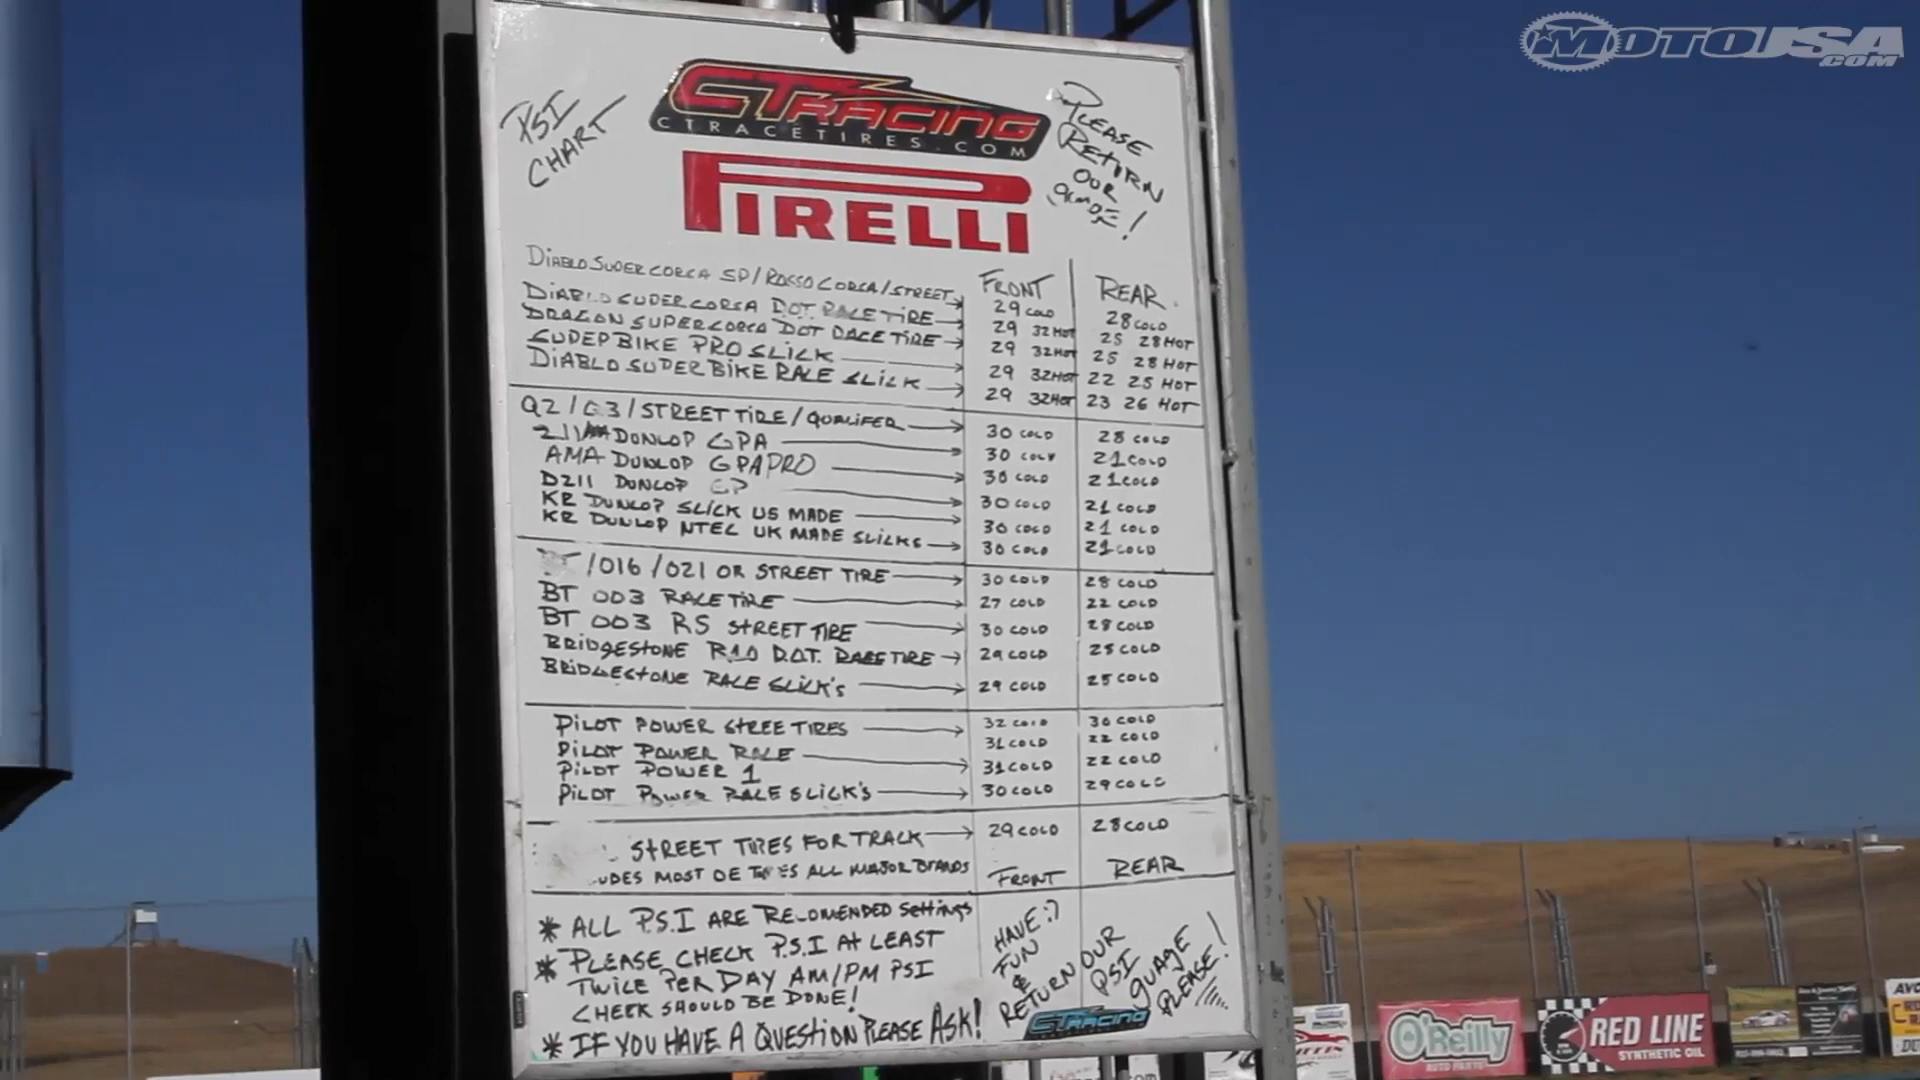 MOTOUSA
.COM
PSI
CHART
CT RACING
CTRACETIRES.COM
PLEASE
RETURN
OUR
!
PIRELLI
FRONT REAR
DIABLO SUPERCORSA SP/ROSSO CORSA/STREET 29 COLD 28 COLD
DIABLO SUPERCORSA DOT. RACE TIRE 29 32 HOT 25 28 HOT
DRAGON SUPERCORSA DOT RACE TIRE 29 32 HOT 25 28 HOT
SUPERBIKE PRO SLICK 29 32 HOT 22 25 HOT
DIABLO SUPERBIKE RACE SLICK 29 32 HOT 23 26 HOT
Q2/Q3/STREET TIRE/QUALIFER 30 COLD 28 COLD
211 DUNLOP GPA 30 COLD 21 COLD
AMA DUNLOP GPA PRO 30 COLD 21 COLD
D211 DUNLOP GP 30 COLD 21 COLD
KR DUNLOP SLICK US MADE 30 COLD 21 COLD
KR DUNLOP NTEC UK MADE SLICKS 30 COLD 21 COLD
/016/021 OR STREET TIRE 30 COLD 28 COLD
BT 003 RACE TIRE 27 COLD 22 COLD
BT 003 RS STREET TIRE 30 COLD 28 COLD
BRIDGESTONE R10 D.O.T. RACE TIRE 29 COLD 25 COLD
BRIDGESTONE RACE SLICK'S 29 COLD 25 COLD
PILOT POWER STREE TIRES 32 COLD 30 COLD
PILOT POWER RACE 31 COLD 22 COLD
PILOT POWER 1 31 COLD 22 COLD
PILOT POWER RACE SLICK'S 30 COLD 29 COLD
STREET TIRES FOR TRACK 29 COLD 28 COLD
MOST ALL MAJOR BRANDS FRONT REAR
* ALL P.S.I ARE RECOMENDED SETTINGS
* PLEASE CHECK P.S.I AT LEAST
TWICE PER DAY AM/PM PSI
CHECK SHOULD BE DONE!
* IF YOU HAVE A QUESTION PLEASE ASK!
HAVE :)
FUN
&
RETURN OUR
PSI
GUAGE
PLEASE!
CT RACING
O'Reilly
AUTO PARTS
RED LINE
SYNTHETIC OIL